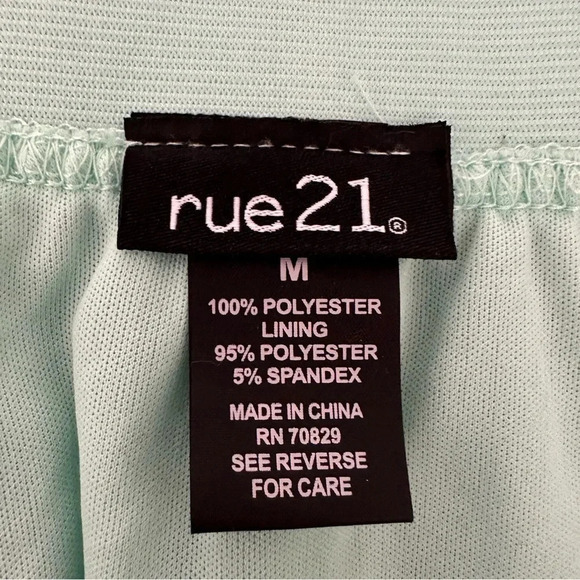 rue21®
M
100% POLYESTER
LINING
95% POLYESTER
5% SPANDEX
MADE IN CHINA
RN 70829
SEE REVERSE
FOR CARE